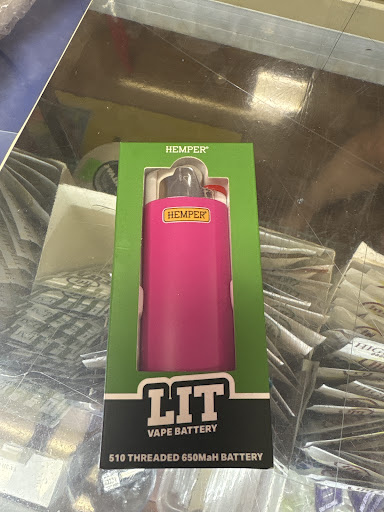 HEMPER®
HEMPER
LIT
VAPE BATTERY
510 THREADED 650MaH BATTERY